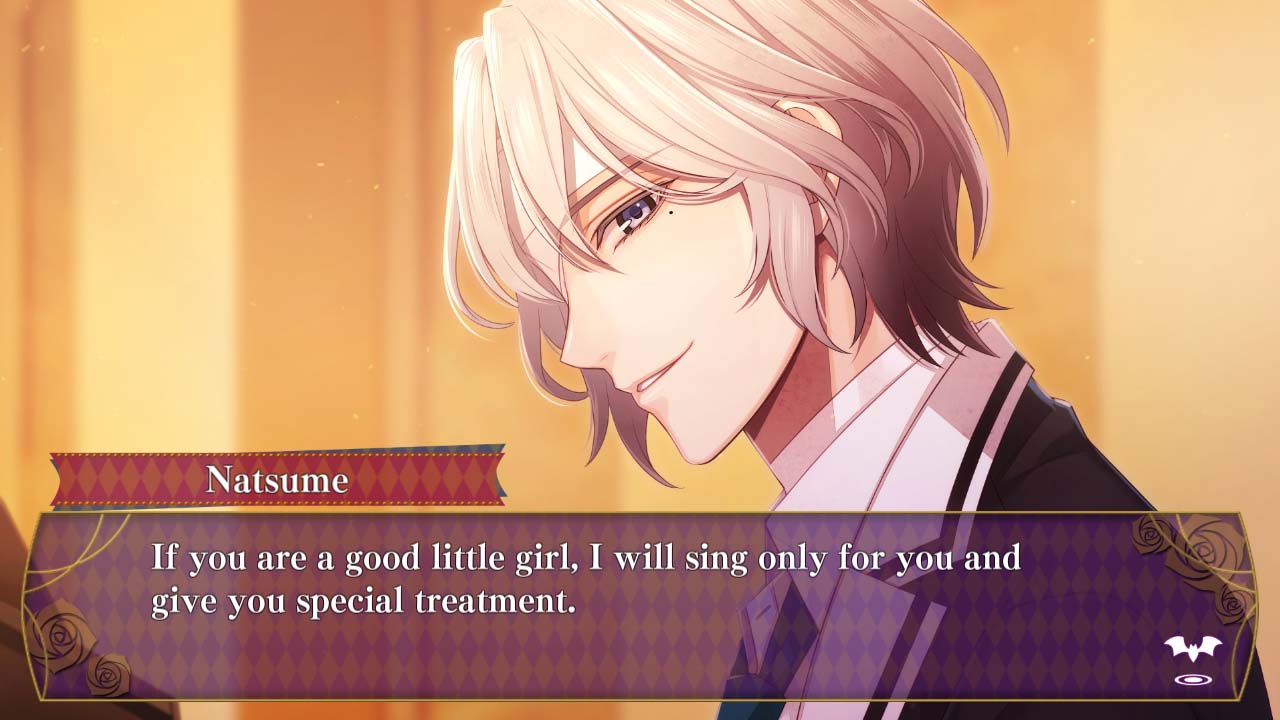 Natsume
If you are a good little girl, I will sing only for you and
give you special treatment.